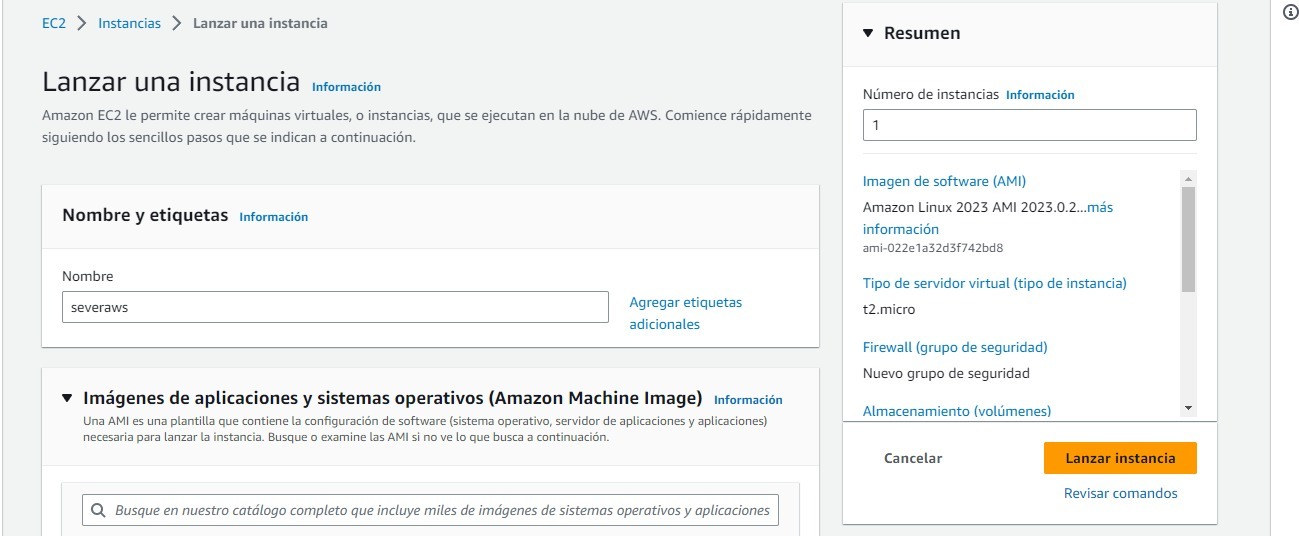 EC2 > Instancias > Lanzar una instancia
Lanzar una instancia Información
Amazon EC2 le permite crear máquinas virtuales, o instancias, que se ejecutan en la nube de AWS. Comience rápidamente
siguiendo los sencillos pasos que se indican a continuación.
Nombre y etiquetas Información
Nombre
severaws
Agregar etiquetas
adicionales
Imágenes de aplicaciones y sistemas operativos (Amazon Machine Image) Información
Una AMI es una plantilla que contiene la configuración de software (sistema operativo, servidor de aplicaciones y aplicaciones)
necesaria para lanzar la instancia. Busque o examine las AMI si no ve lo que busca a continuación.
Busque en nuestro catálogo completo que incluye miles de imágenes de sistemas operativos y aplicaciones
Resumen
Número de instancias Información
1
Imagen de software (AMI)
Amazon Linux 2023 AMI 2023.0.2...más
información
ami-022e1a32d3f742bd8
Tipo de servidor virtual (tipo de instancia)
t2.micro
Firewall (grupo de seguridad)
Nuevo grupo de seguridad
Almacenamiento (volúmenes)
Cancelar
Lanzar instancia
Revisar comandos